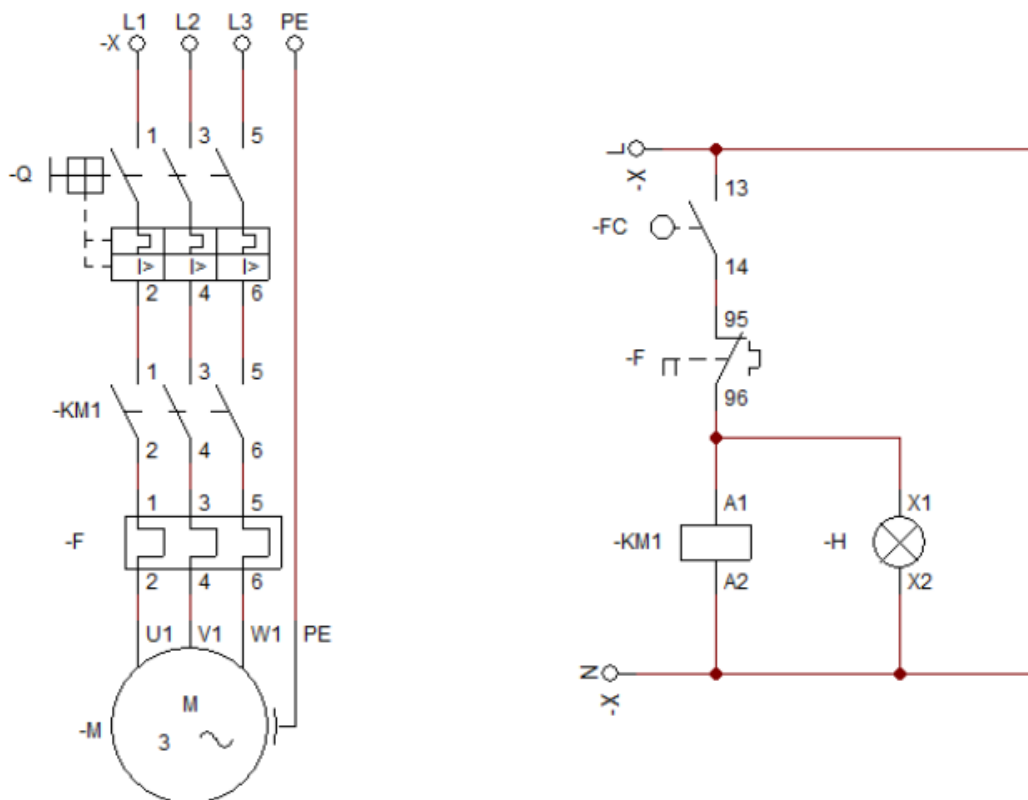 L1 L2 L3 PE
-X
1 3 5
-Q
I> I> I>
2 4 6
1 3 5
-KM1
2 4 6
1 3 5
-F
2 4 6
U1 V1 W1 PE
M
-M
3
L
-X
13
-FC
14
95
-F
96
A1 X1
-KM1 -H
A2 X2
N
-X